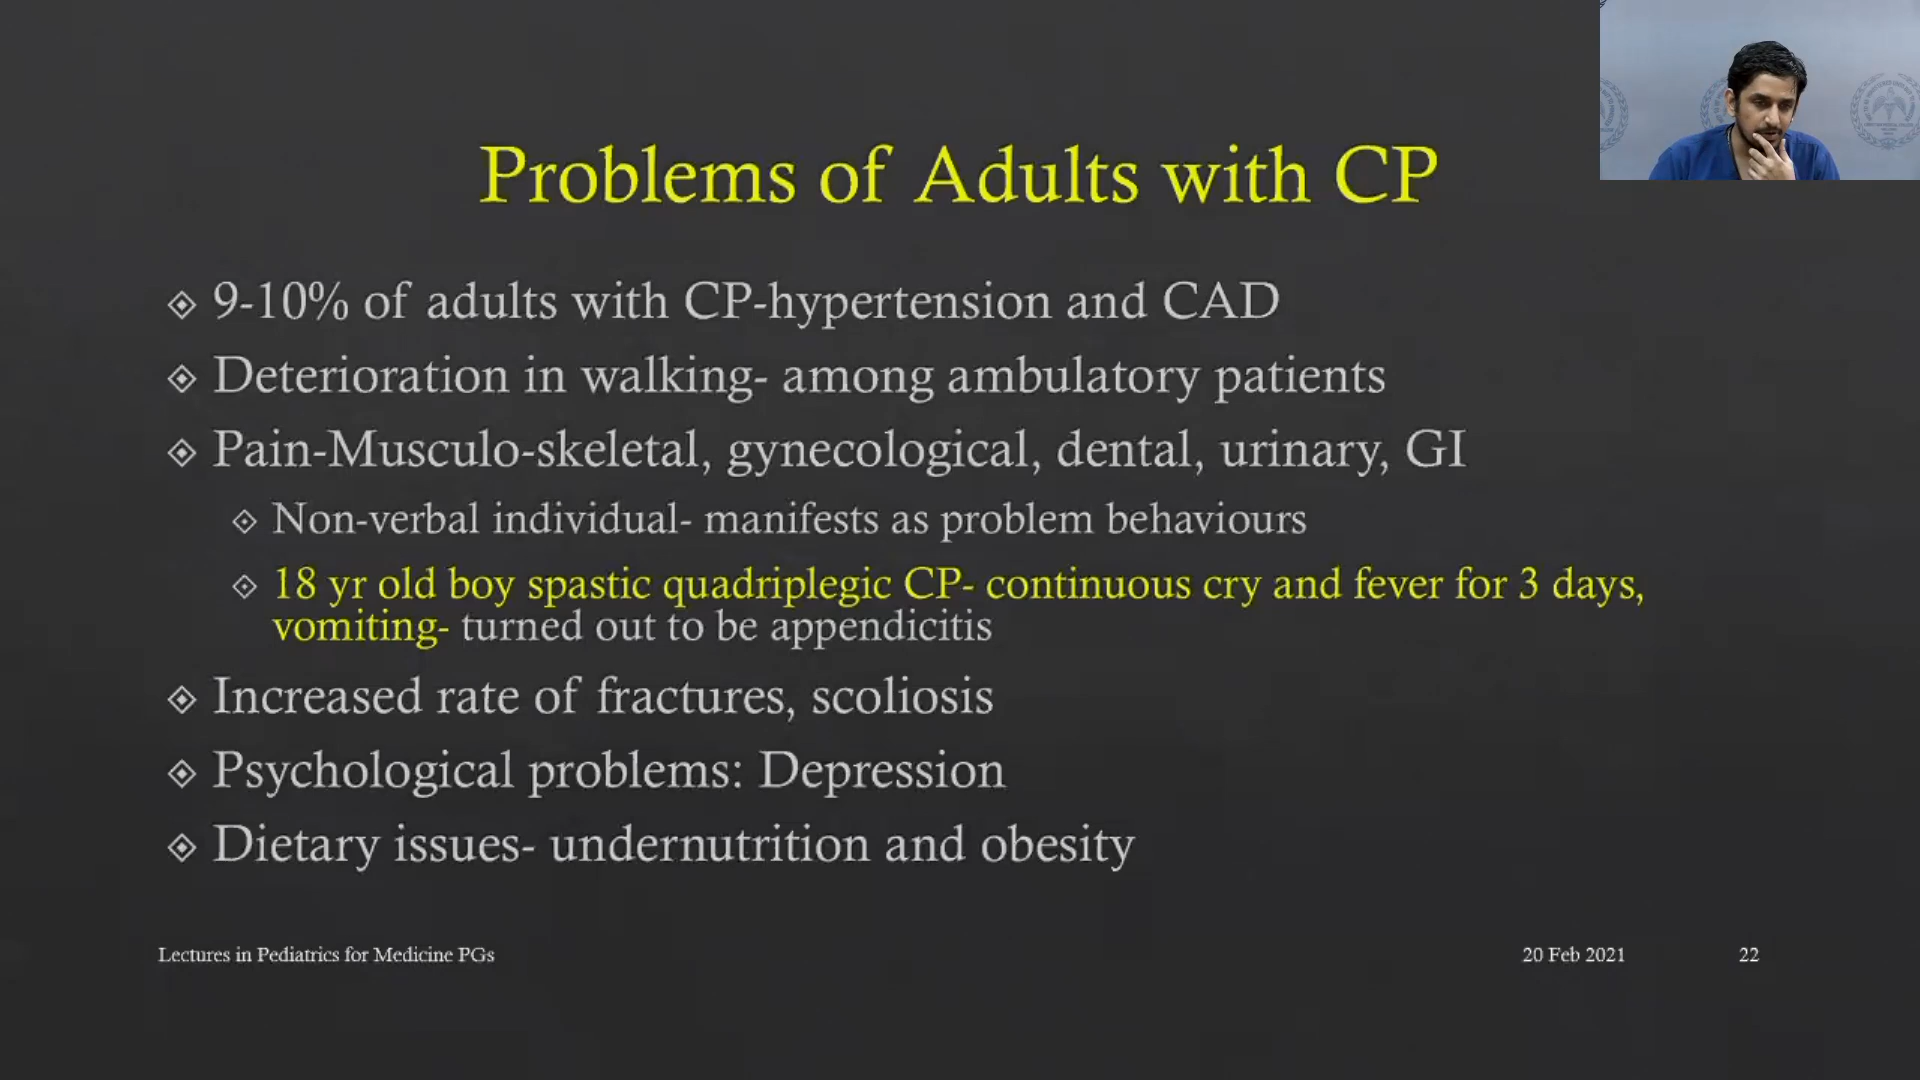 Problems of Adults with CP
9-10% of adults with CP-hypertension and CAD
Deterioration in walking- among ambulatory patients
Pain-Musculo-skeletal, gynecological, dental, urinary, GI
Non-verbal individual- manifests as problem behaviours
18 yr old boy spastic quadriplegic CP- continuous cry and fever for 3 days,
vomiting- turned out to be appendicitis
Increased rate of fractures, scoliosis
Psychological problems: Depression
Dietary issues- undernutrition and obesity
Lectures in Pediatrics for Medicine PGs
20 Feb 2021
22